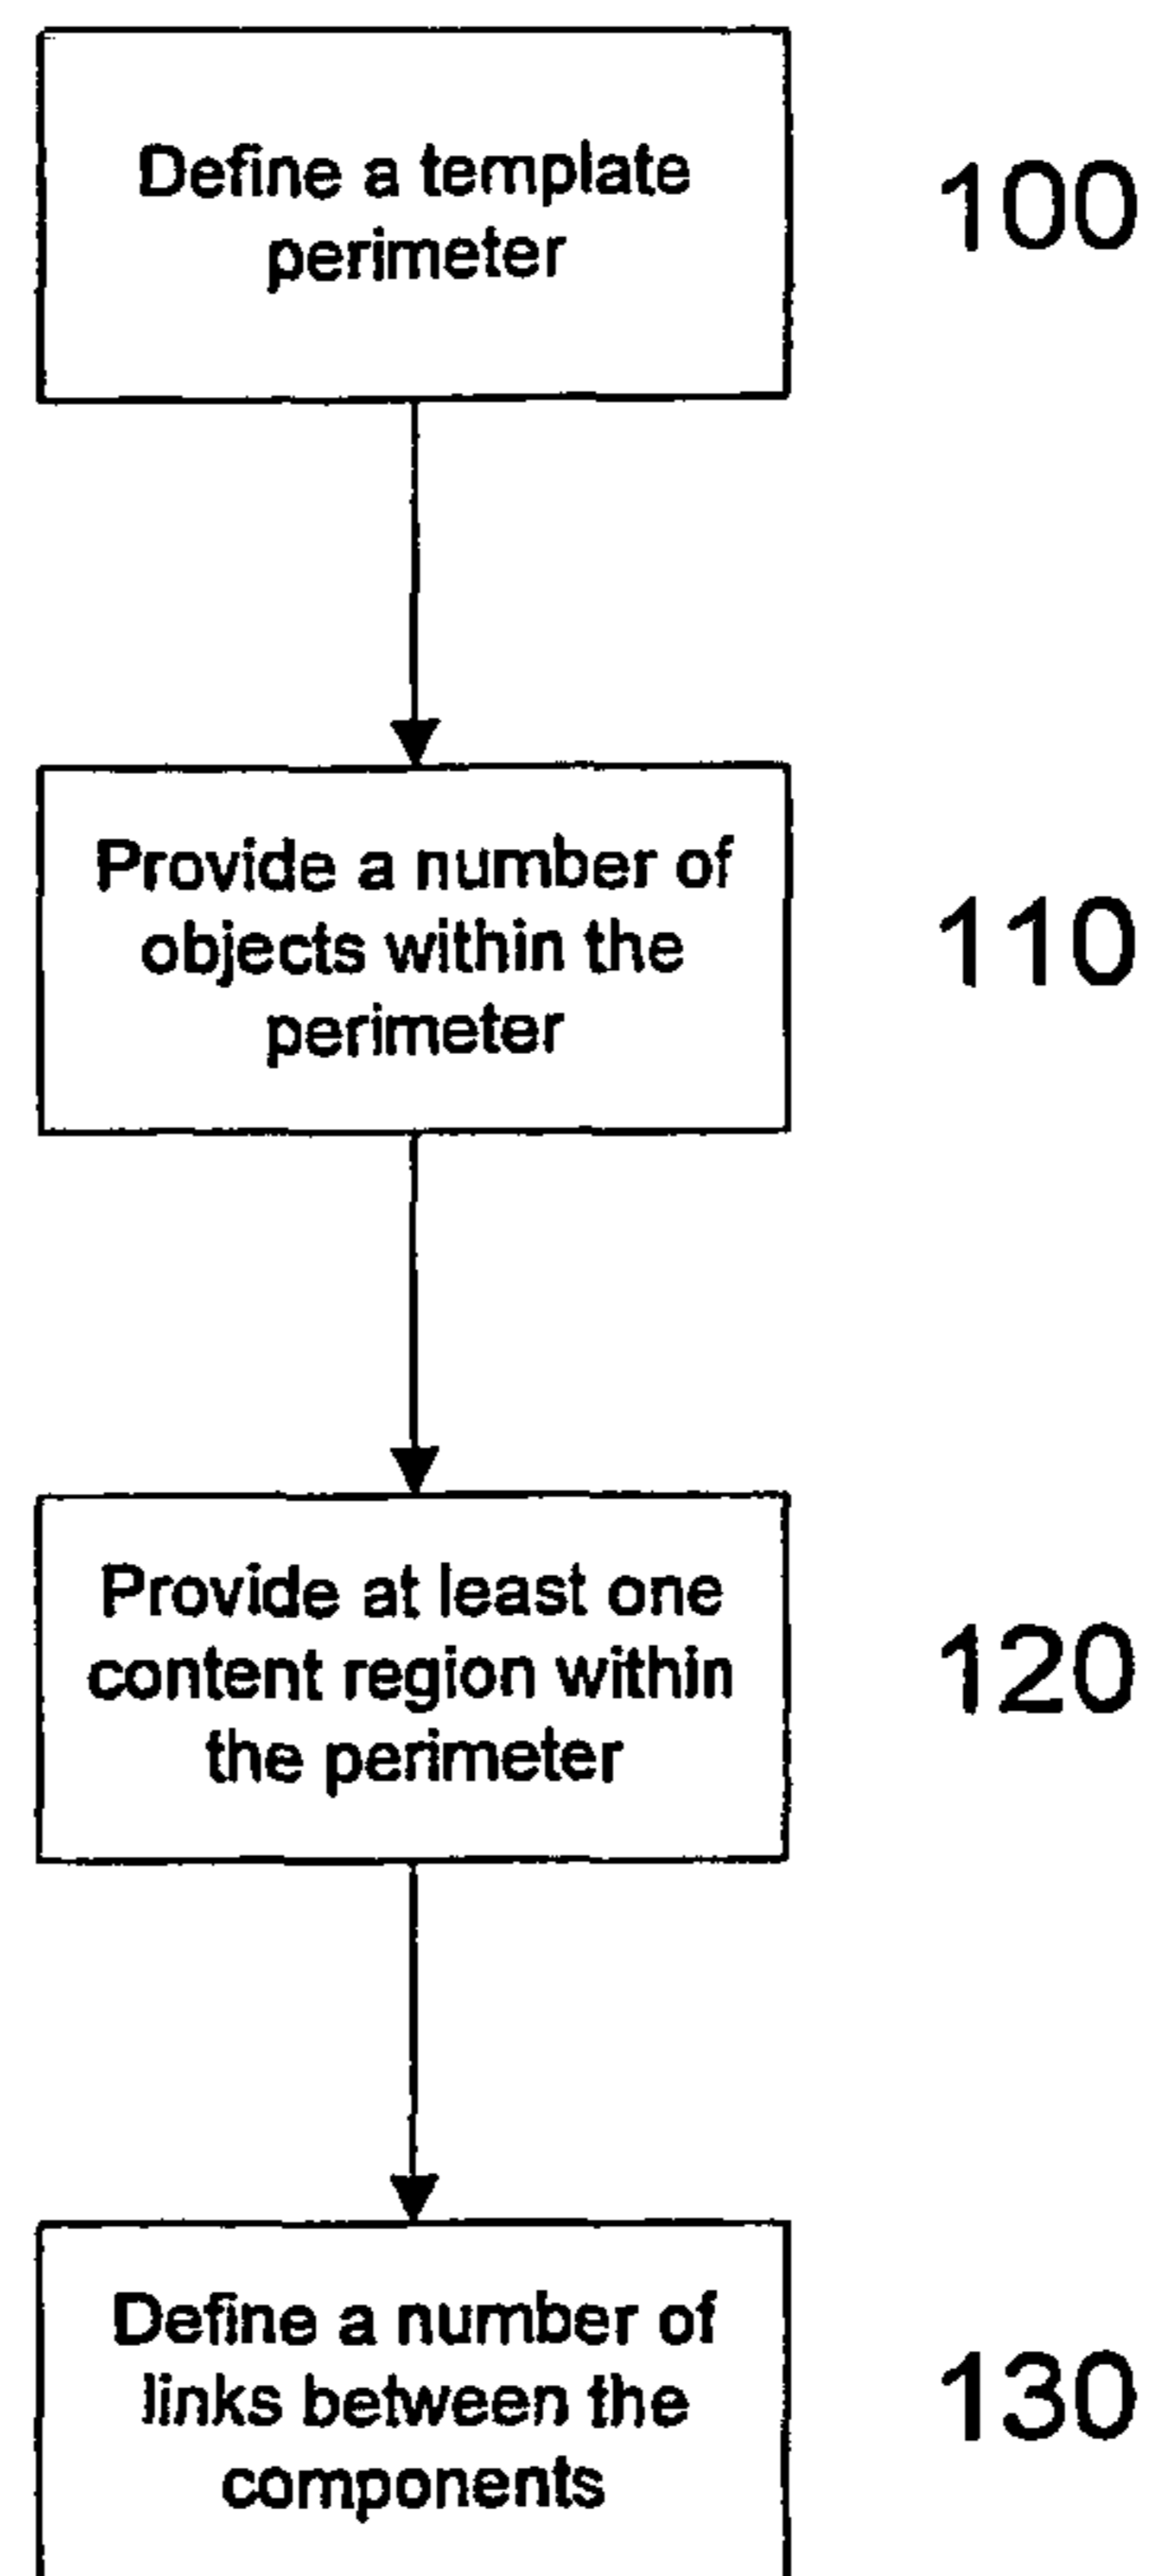 Define a template
perimeter
100
Provide a number of
objects within the
perimeter
110
Provide at least one
content region within
the perimeter
120
Define a number of
links between the
components
130